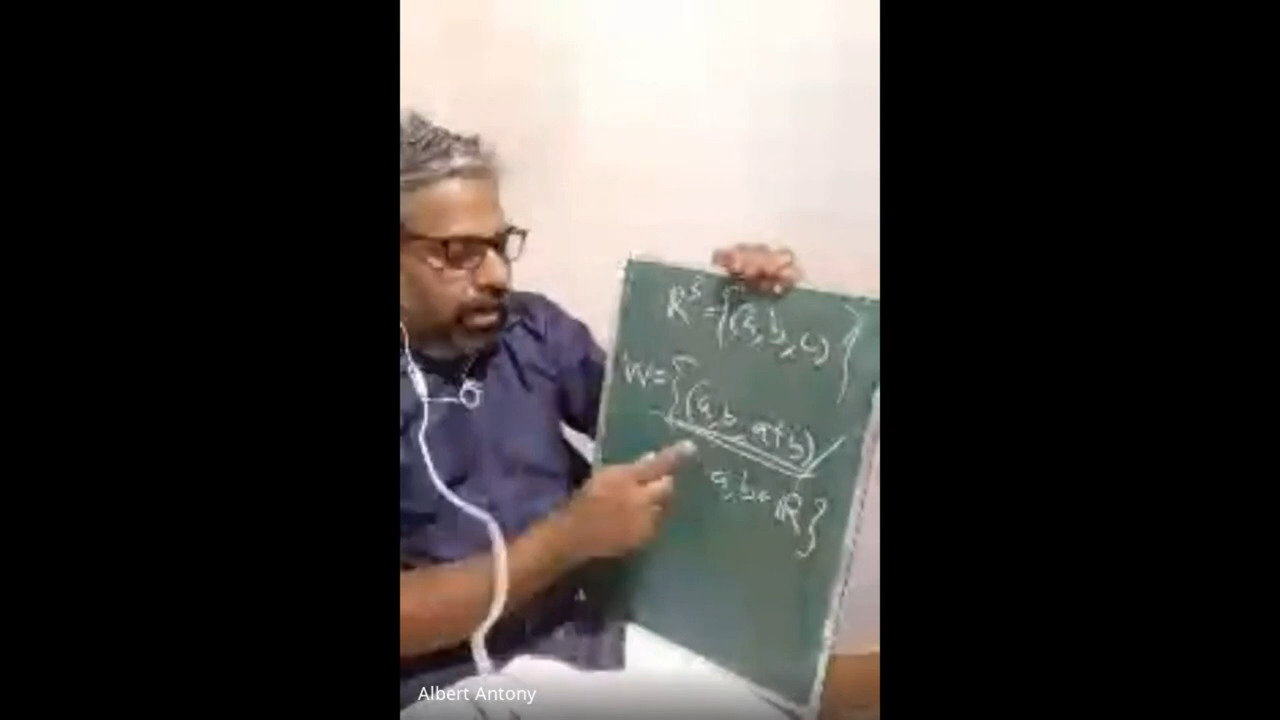 R³ = {(a, b, c)}
W = {(a, b, a+b)
a, b ∈ R}
Albert Antony